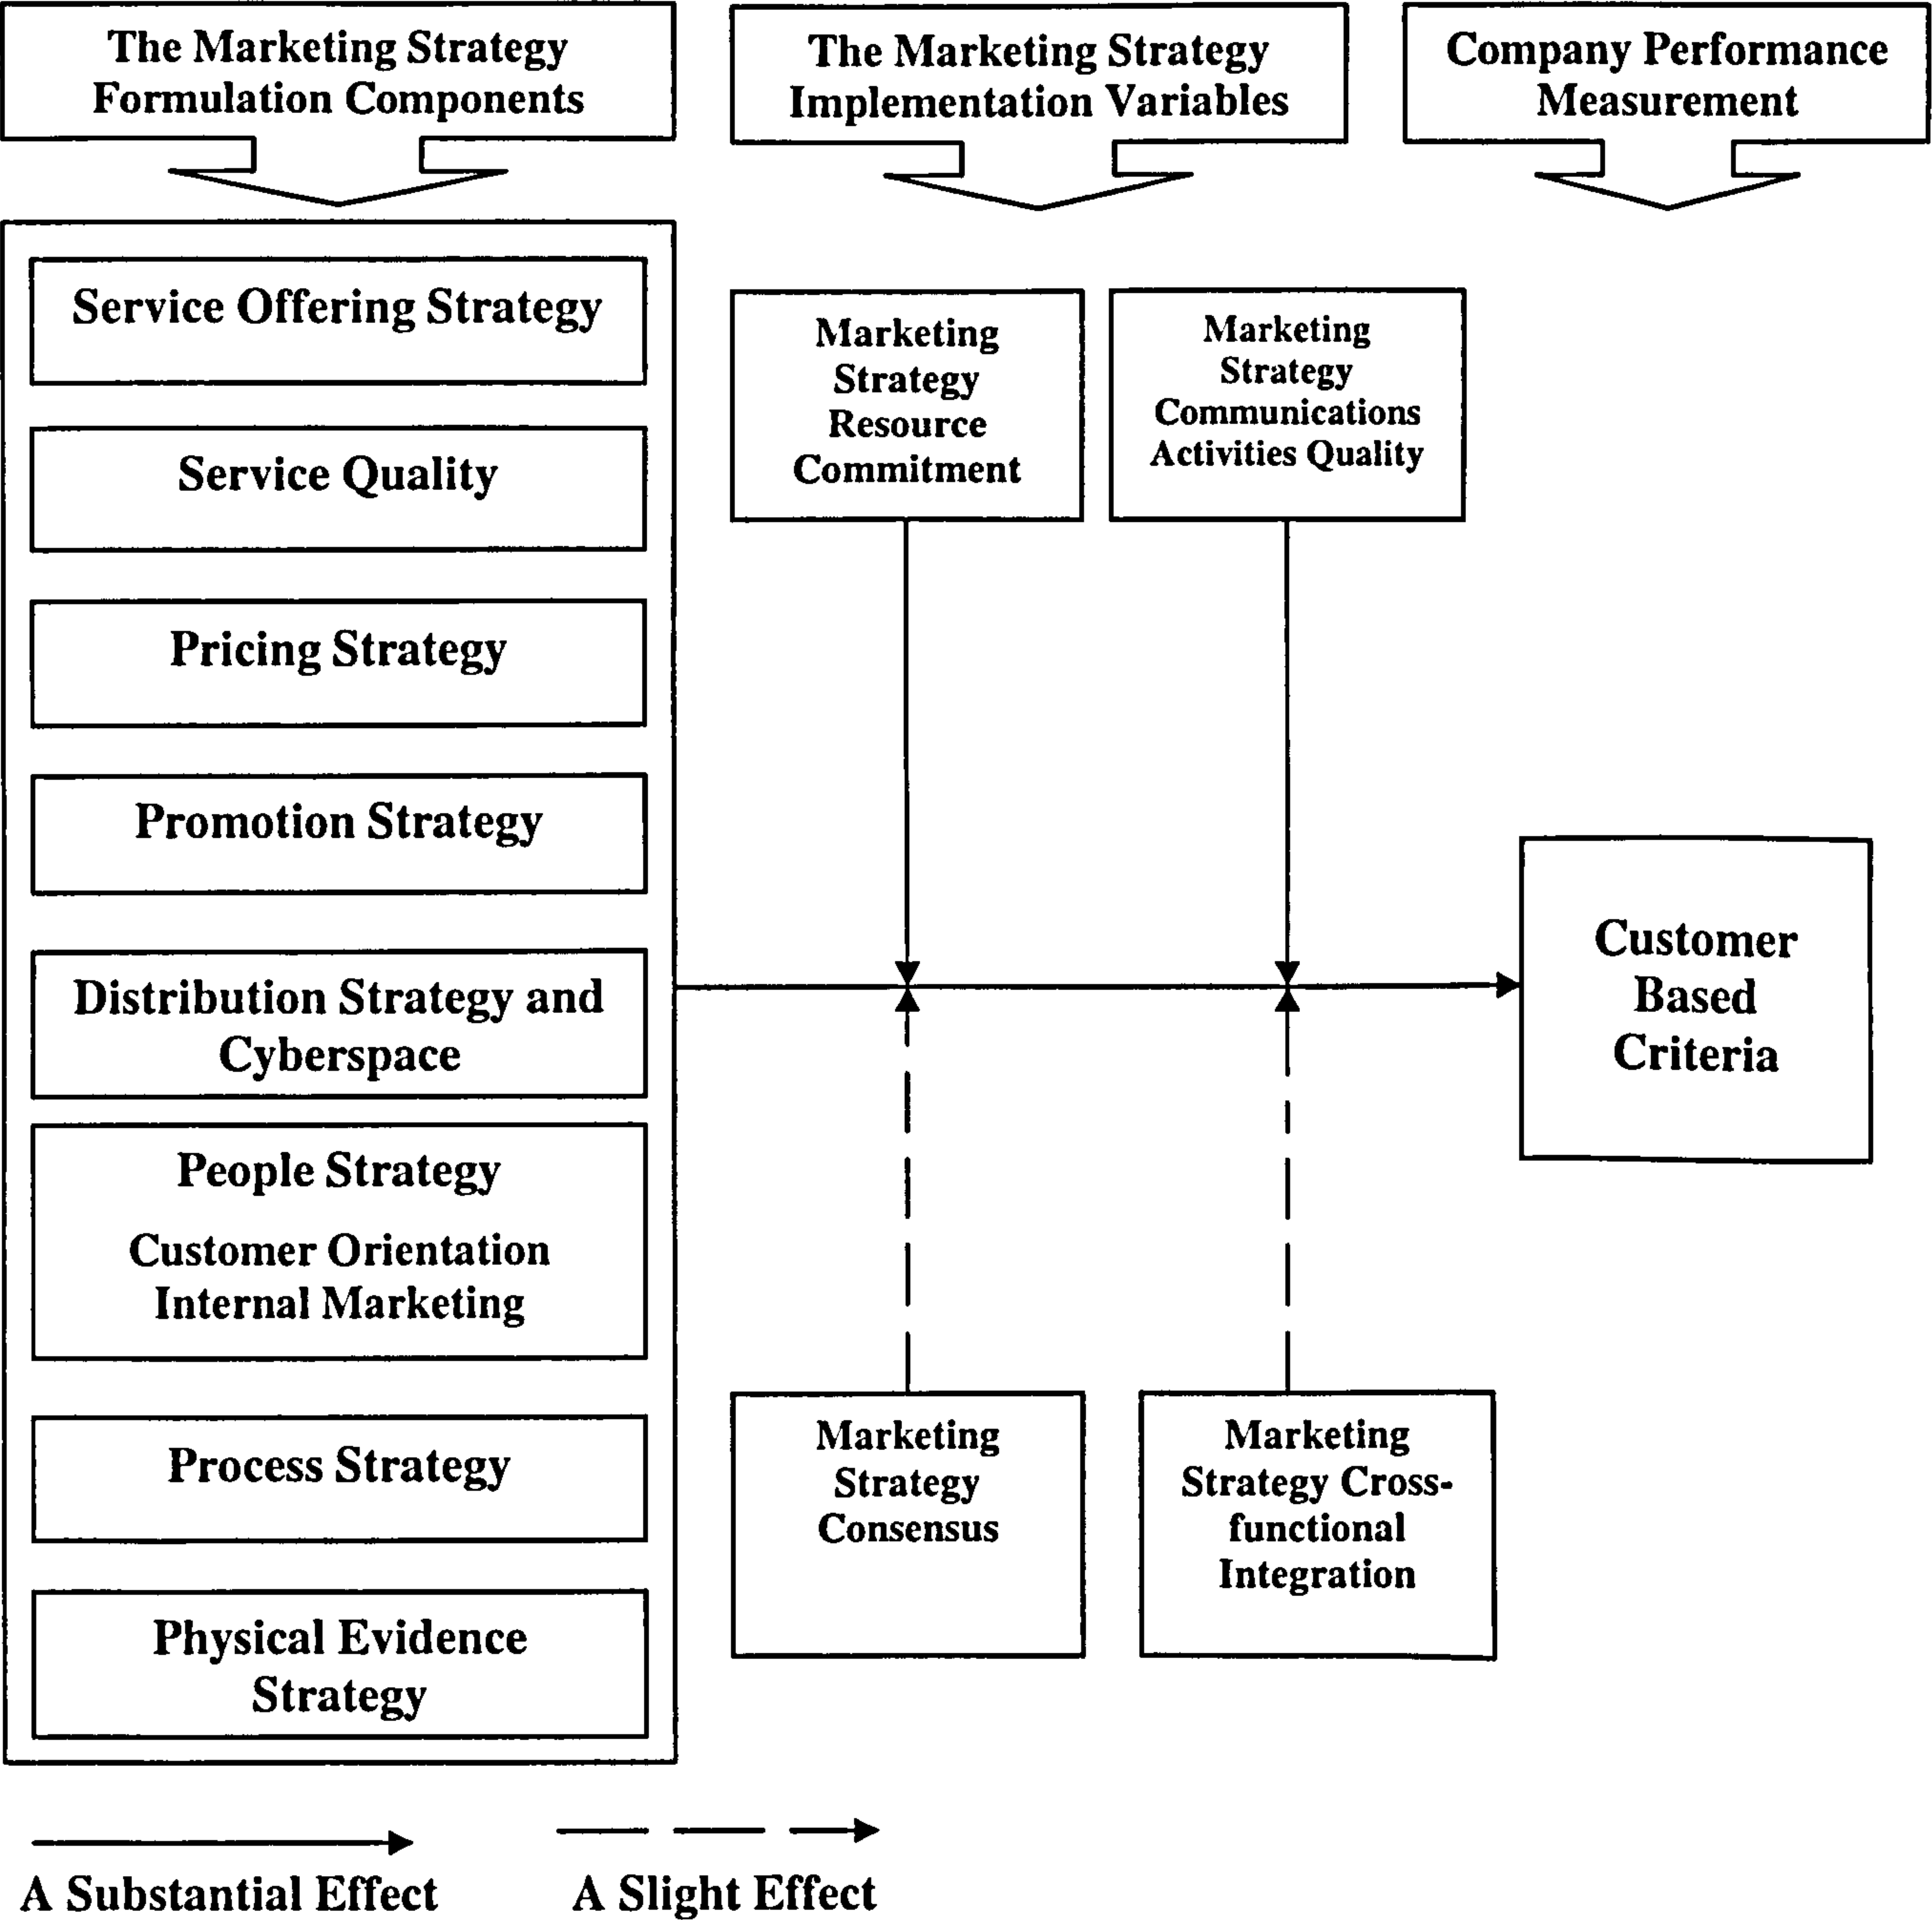 The Marketing Strategy
Formulation Components
The Marketing Strategy
Implementation Variables
Company Performance
Measurement
Service Offering Strategy
Service Quality
Pricing Strategy
Promotion Strategy
Distribution Strategy and
Cyberspace
People Strategy
Customer Orientation
Internal Marketing
Process Strategy
Physical Evidence
Strategy
Marketing
Strategy
Resource
Commitment
Marketing
Strategy
Communications
Activities Quality
Marketing
Strategy
Consensus
Marketing
Strategy Cross-
functional
Integration
Customer
Based
Criteria
A Substantial Effect
A Slight Effect